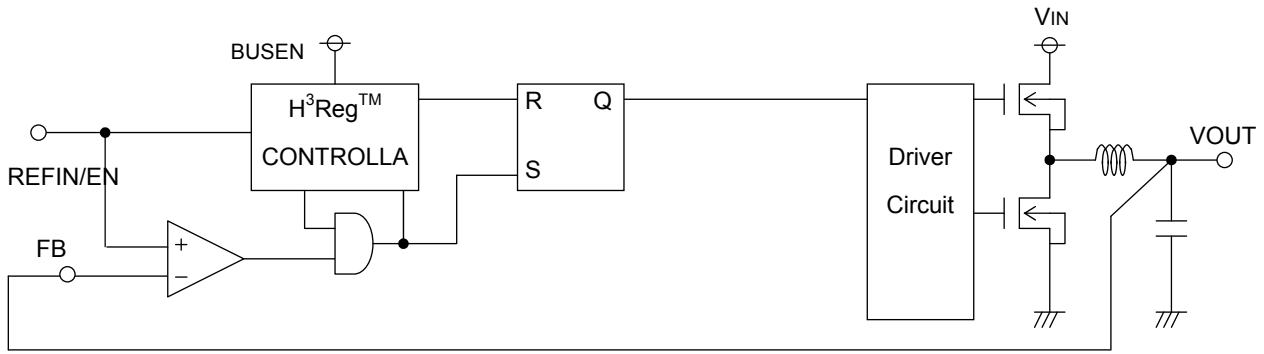 VIN
BUSEN
H³Reg™
CONTROLLA
R Q
S
REFIN/EN
FB
+
−
Driver
Circuit
VOUT